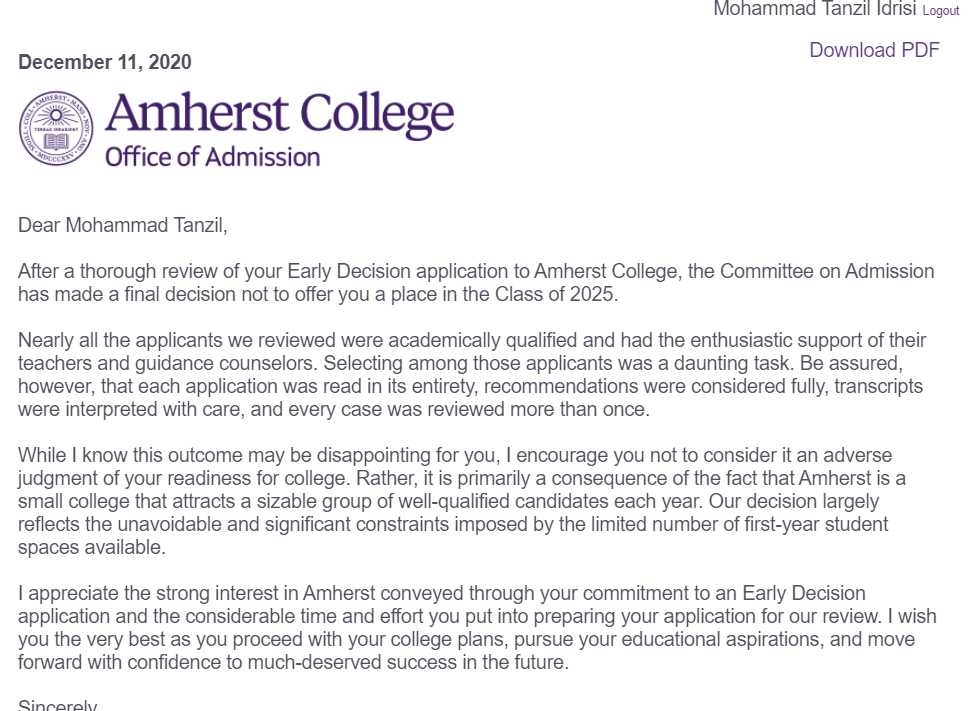 Mohammad Tanzil Idrisi Logout
Download PDF
December 11, 2020
Amherst College
Office of Admission
Dear Mohammad Tanzil,
After a thorough review of your Early Decision application to Amherst College, the Committee on Admission
has made a final decision not to offer you a place in the Class of 2025.
Nearly all the applicants we reviewed were academically qualified and had the enthusiastic support of their
teachers and guidance counselors. Selecting among those applicants was a daunting task. Be assured,
however, that each application was read in its entirety, recommendations were considered fully, transcripts
were interpreted with care, and every case was reviewed more than once.
While I know this outcome may be disappointing for you, I encourage you not to consider it an adverse
judgment of your readiness for college. Rather, it is primarily a consequence of the fact that Amherst is a
small college that attracts a sizable group of well-qualified candidates each year. Our decision largely
reflects the unavoidable and significant constraints imposed by the limited number of first-year student
spaces available.
I appreciate the strong interest in Amherst conveyed through your commitment to an Early Decision
application and the considerable time and effort you put into preparing your application for our review. I wish
you the very best as you proceed with your college plans, pursue your educational aspirations, and move
forward with confidence to much-deserved success in the future.
Sincerely